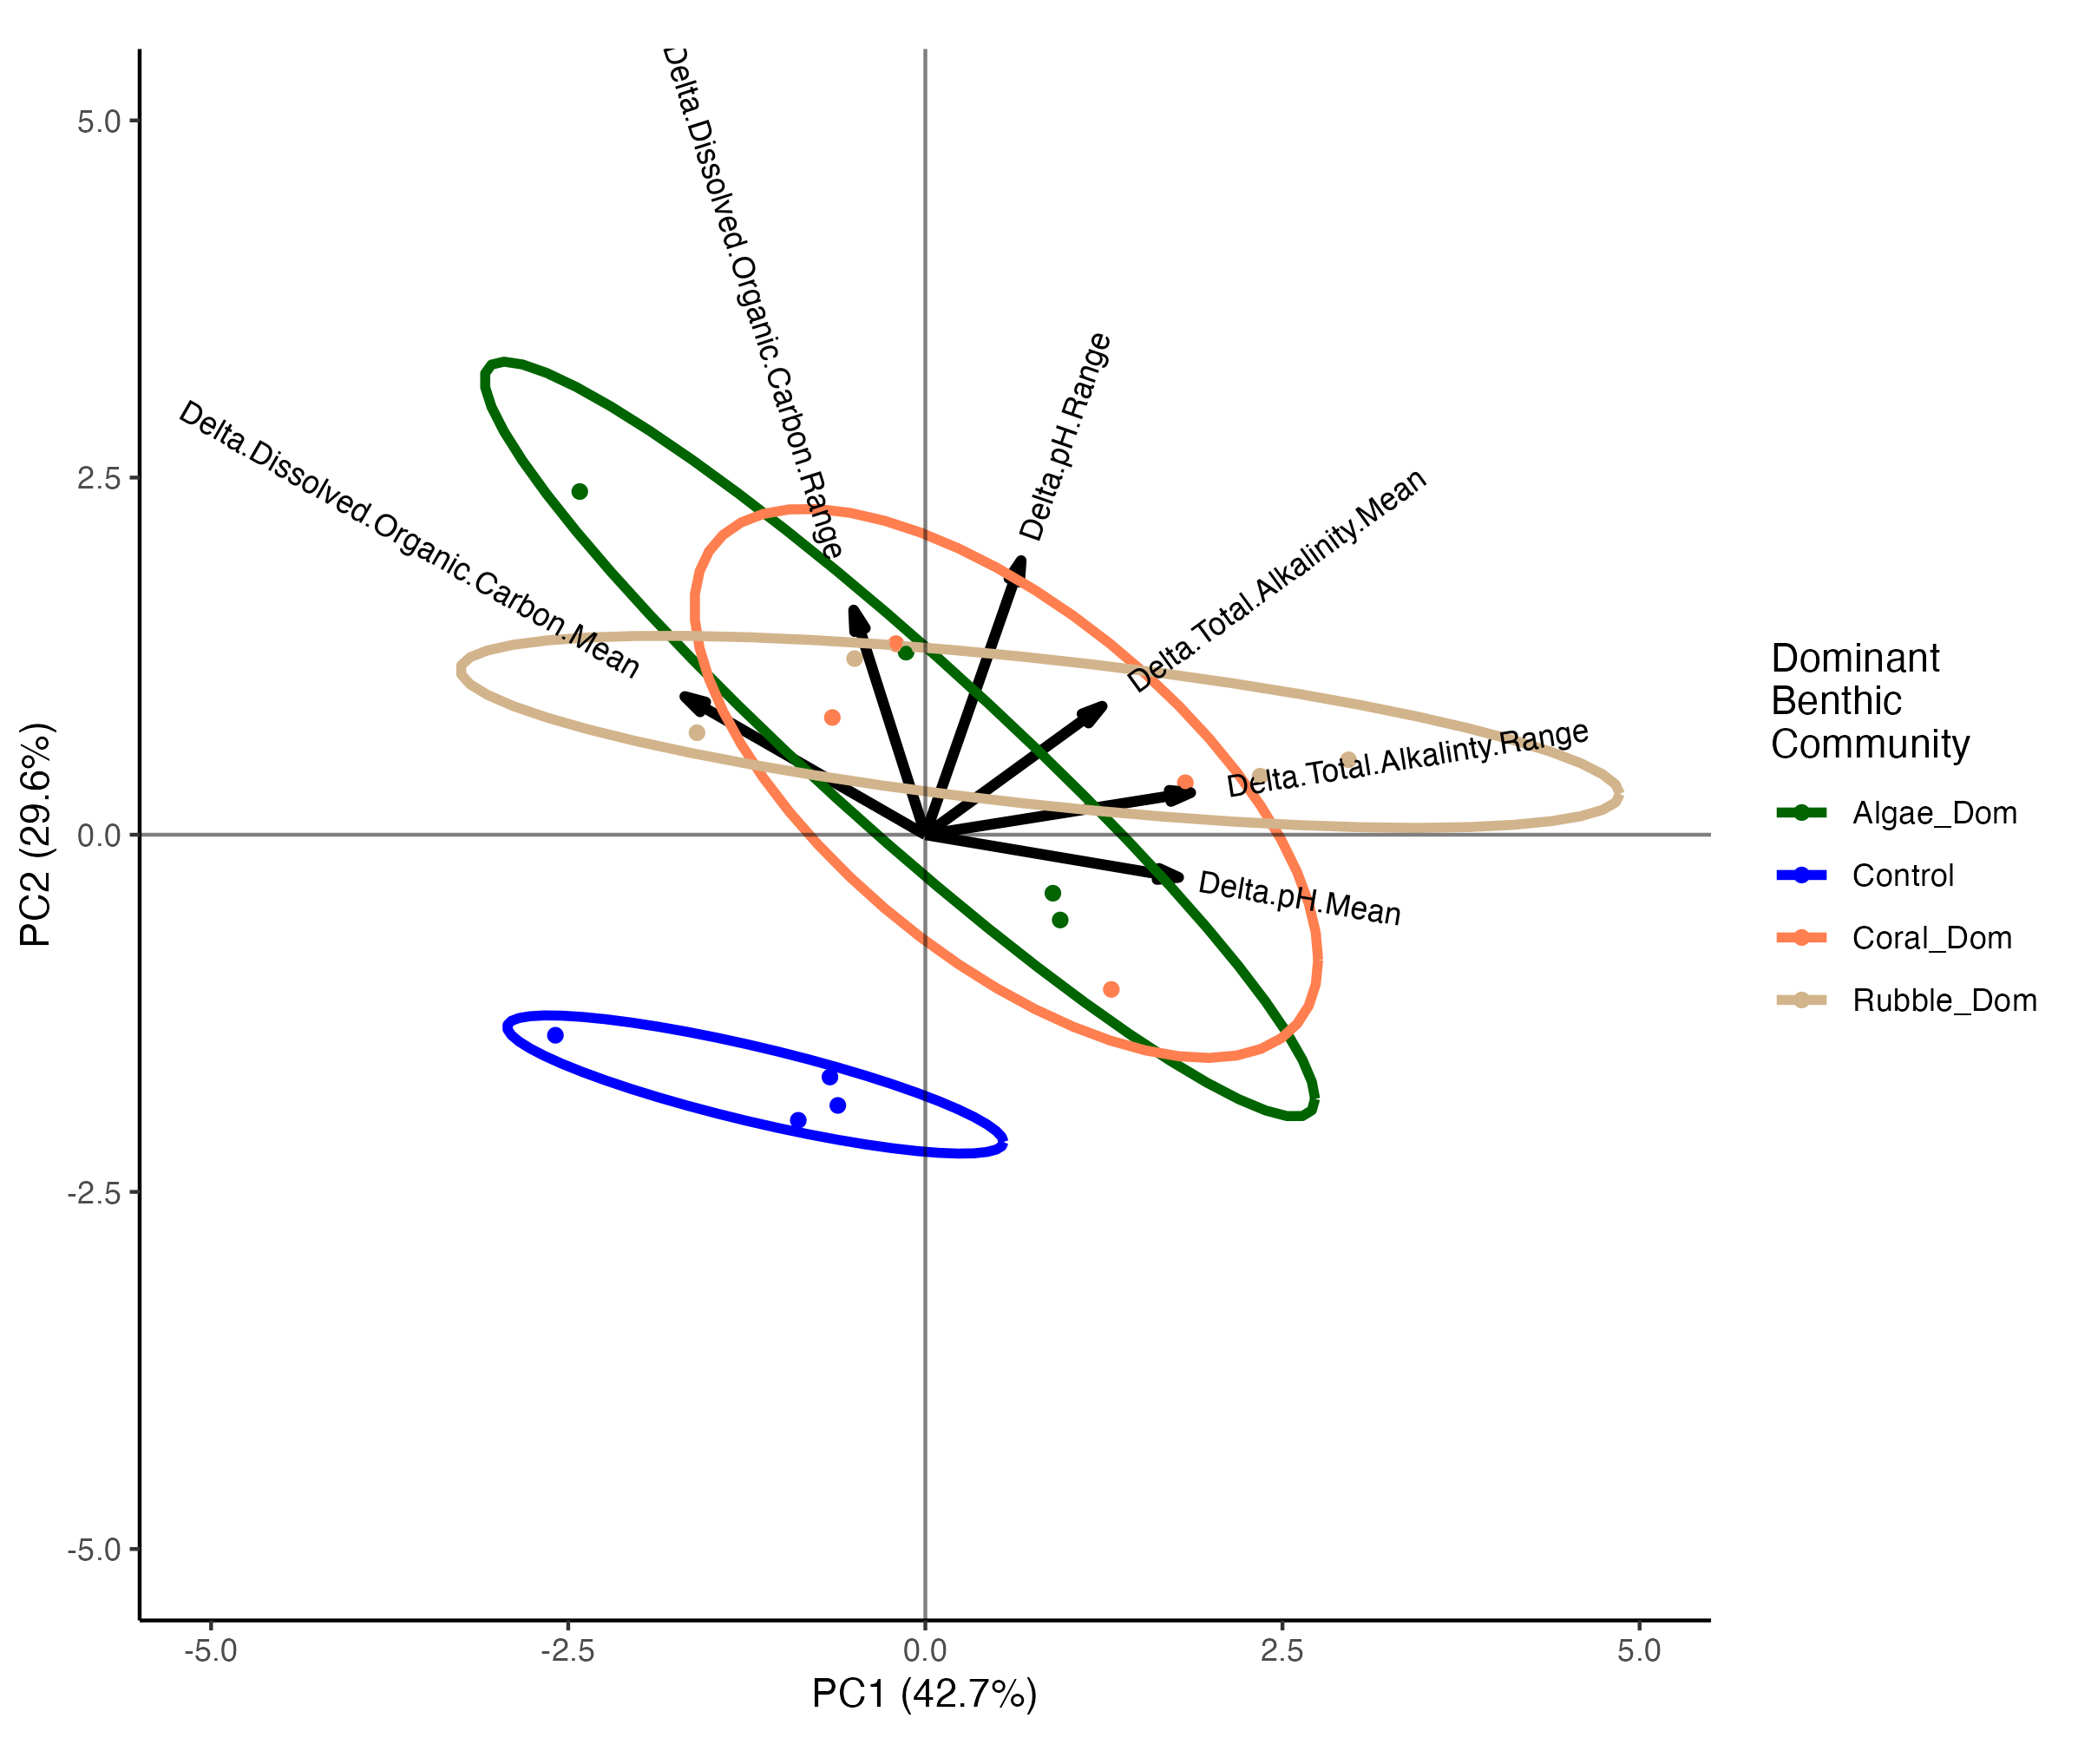 Delta.Dissolved.Organic.Carbon.Range
Delta.pH.Range
Delta.Dissolved.Organic.Carbon.Mean
Delta.Total.Alkalinity.Mean
Delta.Total.Alkalinty.Range
Delta.pH.Mean
5.0
2.5
0.0
-2.5
-5.0
PC2 (29.6%)
-5.0
-2.5
0.0
2.5
5.0
PC1 (42.7%)
Dominant
Benthic
Community
Algae_Dom
Control
Coral_Dom
Rubble_Dom